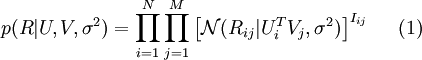 p(R|U, V, σ²) = ∏_{i=1}^{N} ∏_{j=1}^{M} [𝒩(R_{ij}|U_i^T V_j, σ²)]^{I_{ij}} (1)